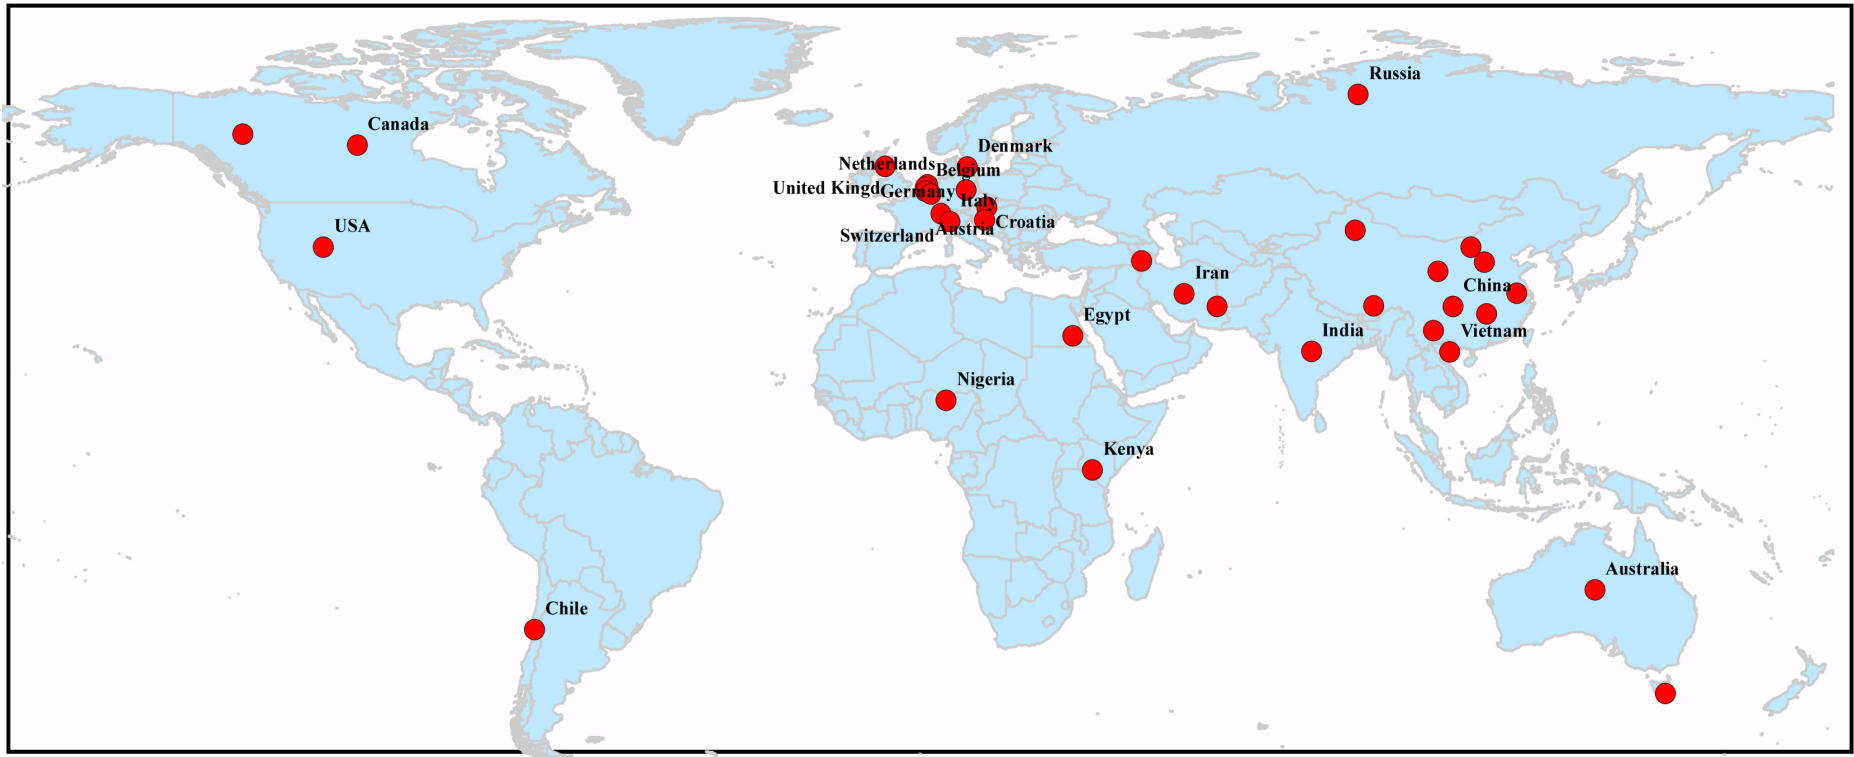 Russia
Canada
Denmark
Netherlands
Belgium
United Kingd
Germany
Italy
USA
Switzerland
Austria
Croatia
Iran
China
Egypt
India
Vietnam
Nigeria
Kenya
Australia
Chile